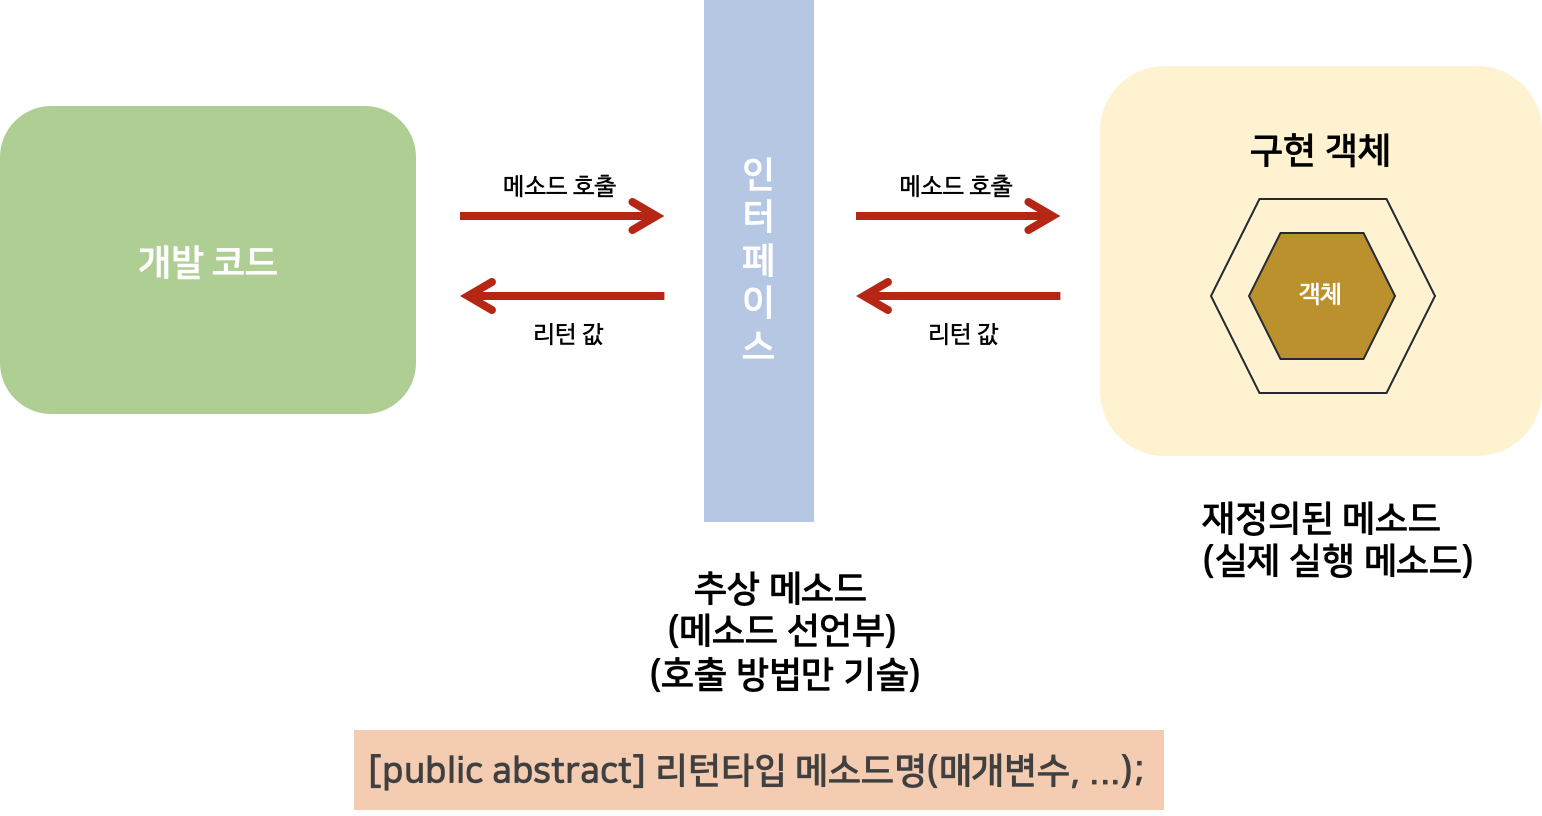 개발 코드
메소드 호출
리턴 값
인터페이스
메소드 호출
리턴 값
구현 객체
객체
재정의된 메소드
(실제 실행 메소드)
추상 메소드
(메소드 선언부)
(호출 방법만 기술)
[public abstract] 리턴타입 메소드명(매개변수, ...);